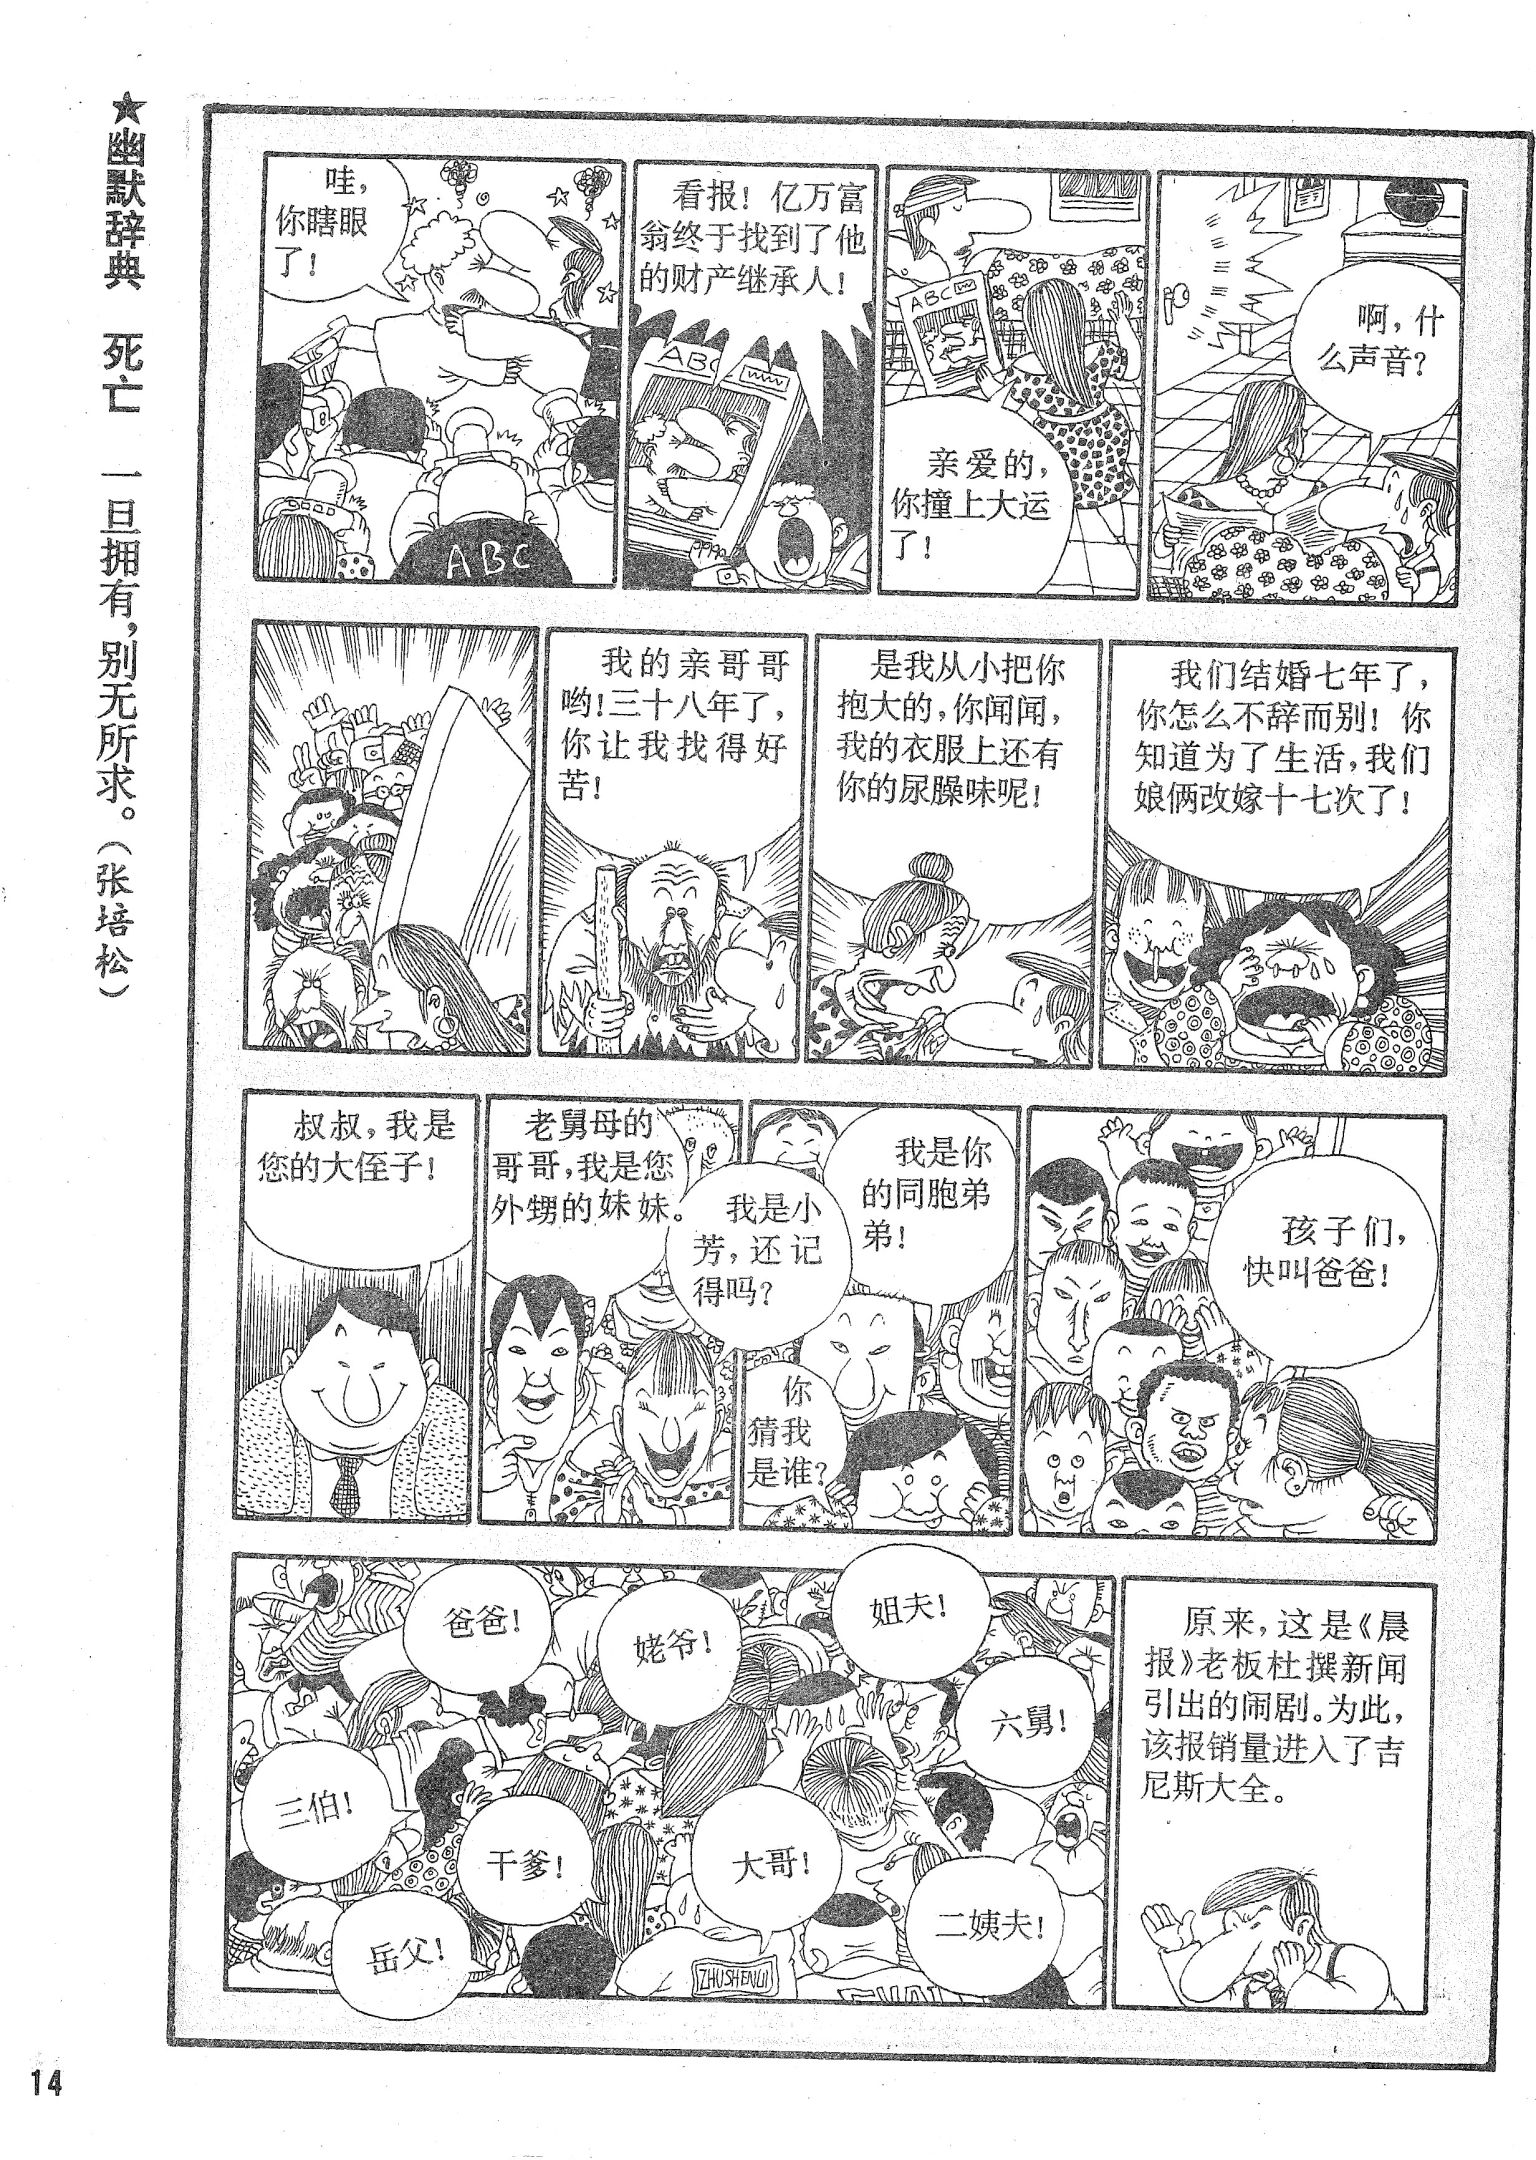 ★幽默辞典 死亡 一旦拥有，别无所求。（张培松）
哇，
你瞎眼
了！
ABC
看报！亿万富
翁终于找到了他
的财产继承人！
ABC
ABC
亲爱的，
你撞上大运
了！
啊，什
么声音？
我的亲哥哥
哟！三十八年了，
你让我找得好
苦！
是我从小把你
抱大的，你闻闻，
我的衣服上还有
你的尿臊味呢！
我们结婚七年了，
你怎么不辞而别！你
知道为了生活，我们
娘俩改嫁十七次了！
叔叔，我是
您的大侄子！
老舅母的
哥哥，我是您
外甥的妹妹。
我是小
芳，还记
得吗？
我是你
的同胞弟
弟！
你
猜我
是谁？
孩子们，
快叫爸爸！
爸爸！
姥爷！
姐夫！
六舅！
三伯！
干爹！
大哥！
二姨夫！
岳父！
ZHUSHENLI
原来，这是《晨
报》老板杜撰新闻
引出的闹剧。为此，
该报销量进入了吉
尼斯大全。
14